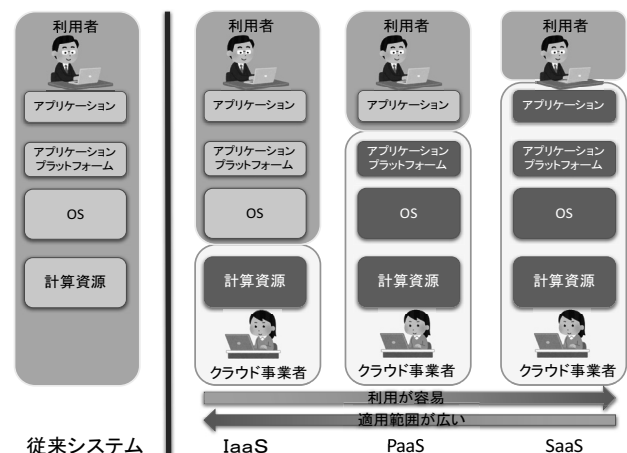 利用者
アプリケーション
アプリケーション
プラットフォーム
OS
計算資源
従来システム
利用者
アプリケーション
アプリケーション
プラットフォーム
OS
計算資源
クラウド事業者
IaaS
利用者
アプリケーション
アプリケーション
プラットフォーム
OS
計算資源
クラウド事業者
PaaS
利用者
アプリケーション
アプリケーション
プラットフォーム
OS
計算資源
クラウド事業者
SaaS
利用が容易
適用範囲が広い